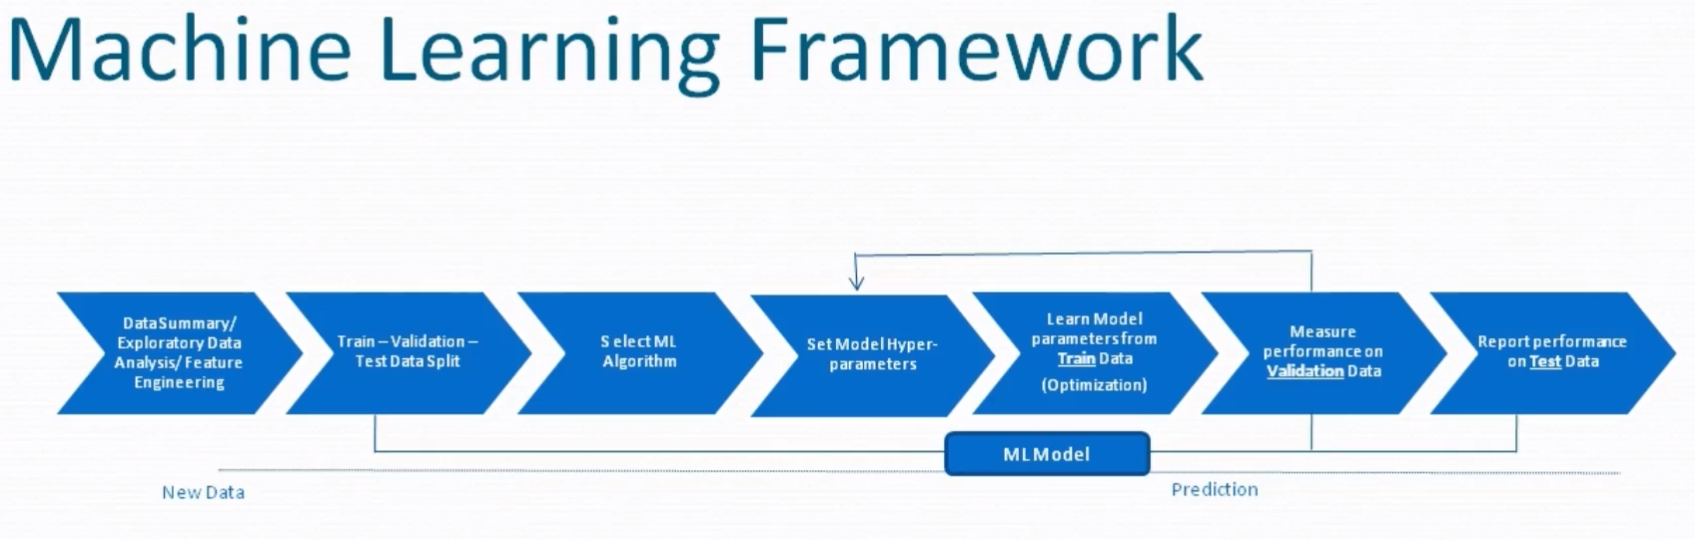 Machine Learning Framework
Data Summary/
Exploratory Data
Analysis/ Feature
Engineering
Train – Validation –
Test Data Split
Select ML
Algorithm
Set Model Hyper-
parameters
Learn Model
parameters from
Train Data
(Optimization)
Measure
performance on
Validation Data
Report performance
on Test Data
ML Model
New Data
Prediction